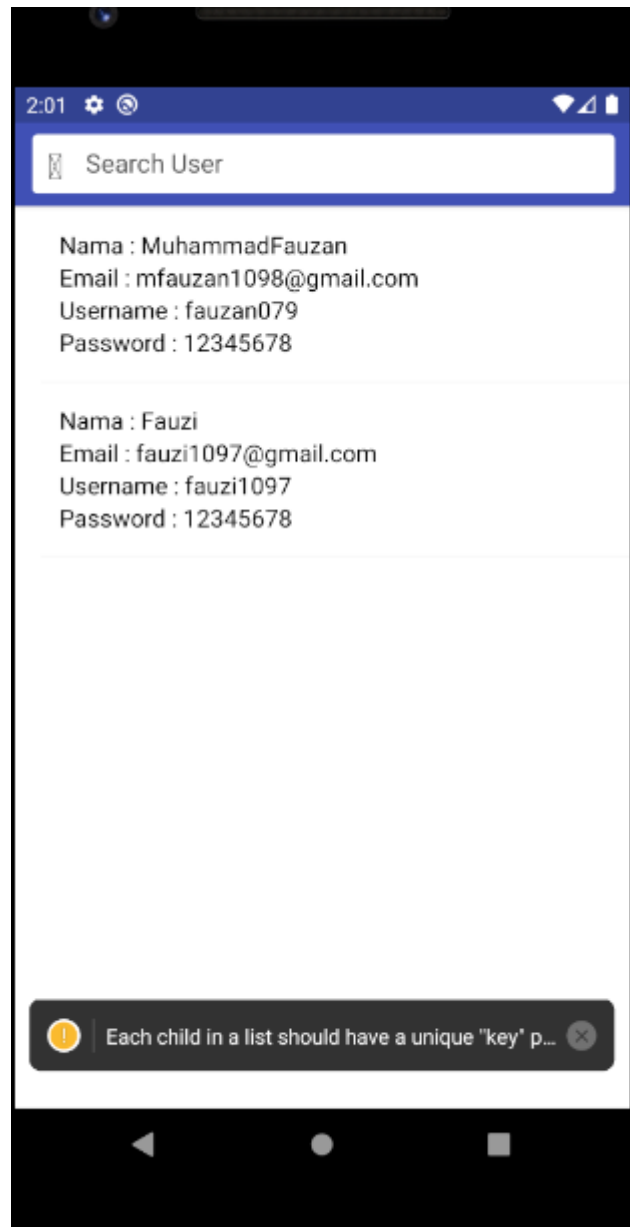 2:01
Search User
Nama : MuhammadFauzan
Email : mfauzan1098@gmail.com
Username : fauzan079
Password : 12345678
Nama : Fauzi
Email : fauzi1097@gmail.com
Username : fauzi1097
Password : 12345678
Each child in a list should have a unique "key" p...